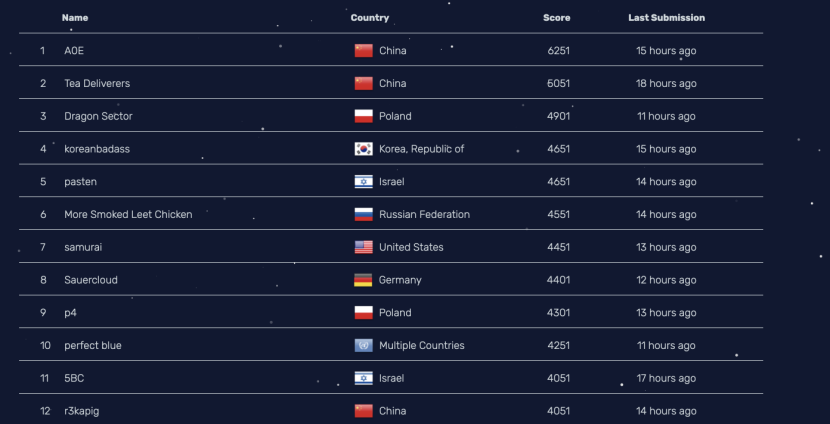 Name Country Score Last Submission
1 A0E China 6251 15 hours ago
2 Tea Deliverers China 5051 18 hours ago
3 Dragon Sector Poland 4901 11 hours ago
4 koreanbadass Korea, Republic of 4651 15 hours ago
5 pasten Israel 4651 14 hours ago
6 More Smoked Leet Chicken Russian Federation 4551 14 hours ago
7 samurai United States 4451 13 hours ago
8 Sauercloud Germany 4401 12 hours ago
9 p4 Poland 4301 13 hours ago
10 perfect blue Multiple Countries 4251 11 hours ago
11 5BC Israel 4051 17 hours ago
12 r3kapig China 4051 14 hours ago